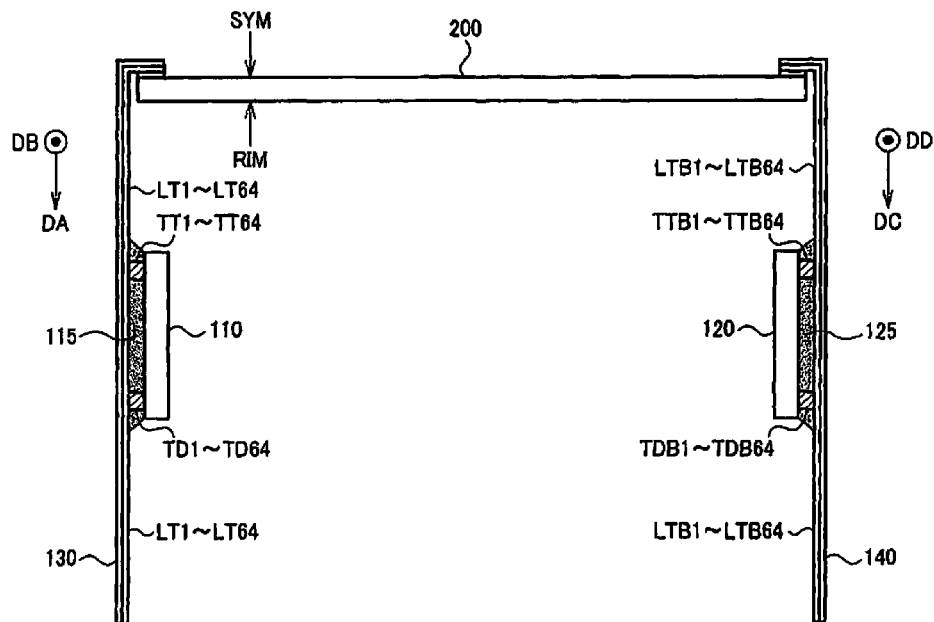 SYM
200
DB
DD
RIM
LT1~LT64
LTB1~LTB64
DA
DC
TT1~TT64
TTB1~TTB64
115
110
120
125
TD1~TD64
TDB1~TDB64
LT1~LT64
LTB1~LTB64
130
140